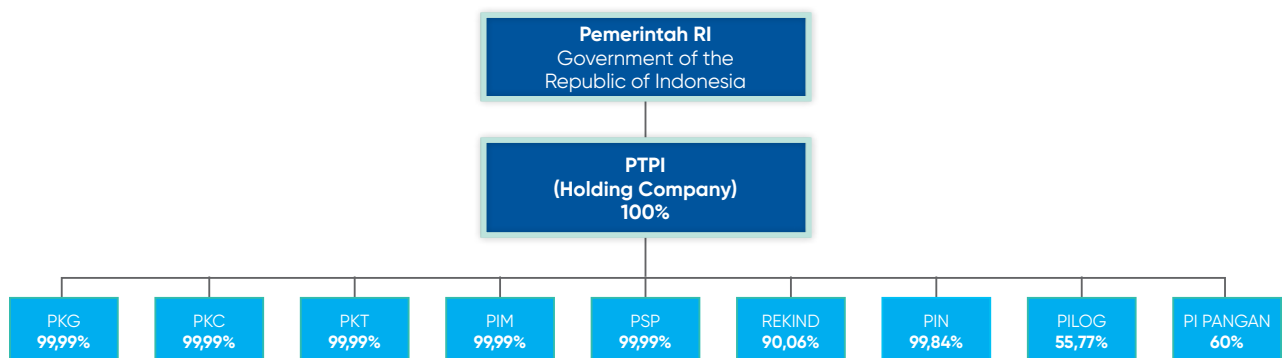 Pemerintah RI
Government of the
Republic of Indonesia
PTPI
(Holding Company)
100%
PKG
99,99%
PKC
99,99%
PKT
99,99%
PIM
99,99%
PSP
99,99%
REKIND
90,06%
PIN
99,84%
PILOG
55,77%
PI PANGAN
60%